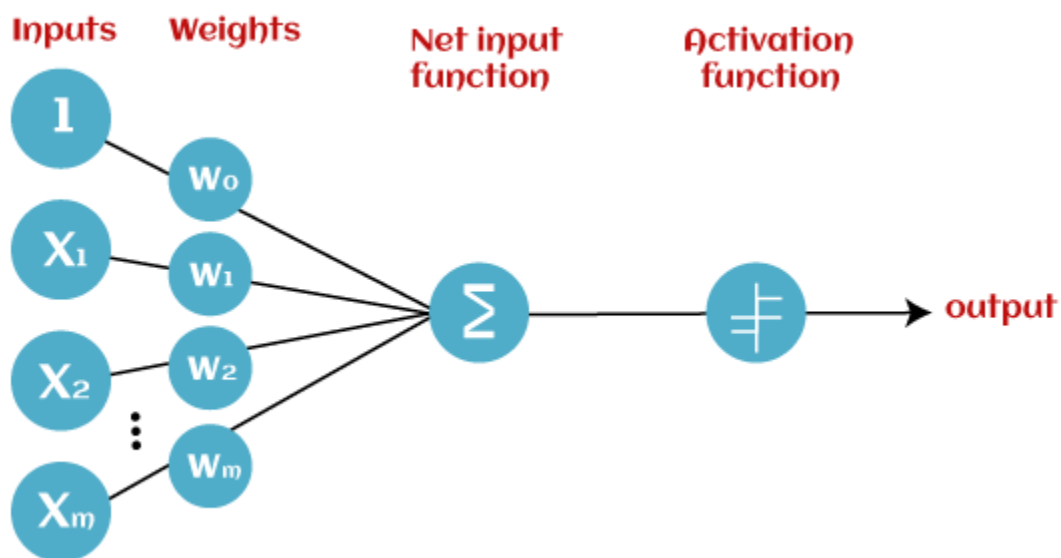 Inputs
Weights
Net input
function
Activation
function
1
w0
X1
w1
Σ
output
X2
w2
wm
Xm